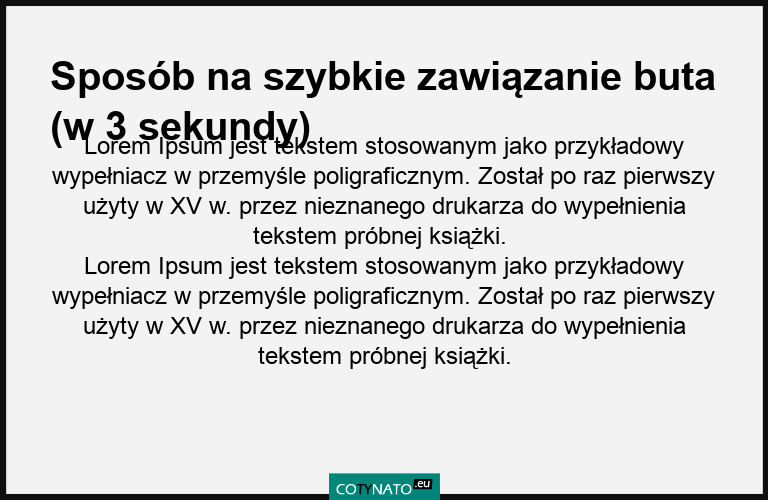 Sposób na szybkie zawiązanie buta
(w 3 sekundy)
Lorem Ipsum jest tekstem stosowanym jako przykładowy
wypełniacz w przemyśle poligraficznym. Został po raz pierwszy
użyty w XV w. przez nieznanego drukarza do wypełnienia
tekstem próbnej książki.
Lorem Ipsum jest tekstem stosowanym jako przykładowy
wypełniacz w przemyśle poligraficznym. Został po raz pierwszy
użyty w XV w. przez nieznanego drukarza do wypełnienia
tekstem próbnej książki.
COTYNATO.eu